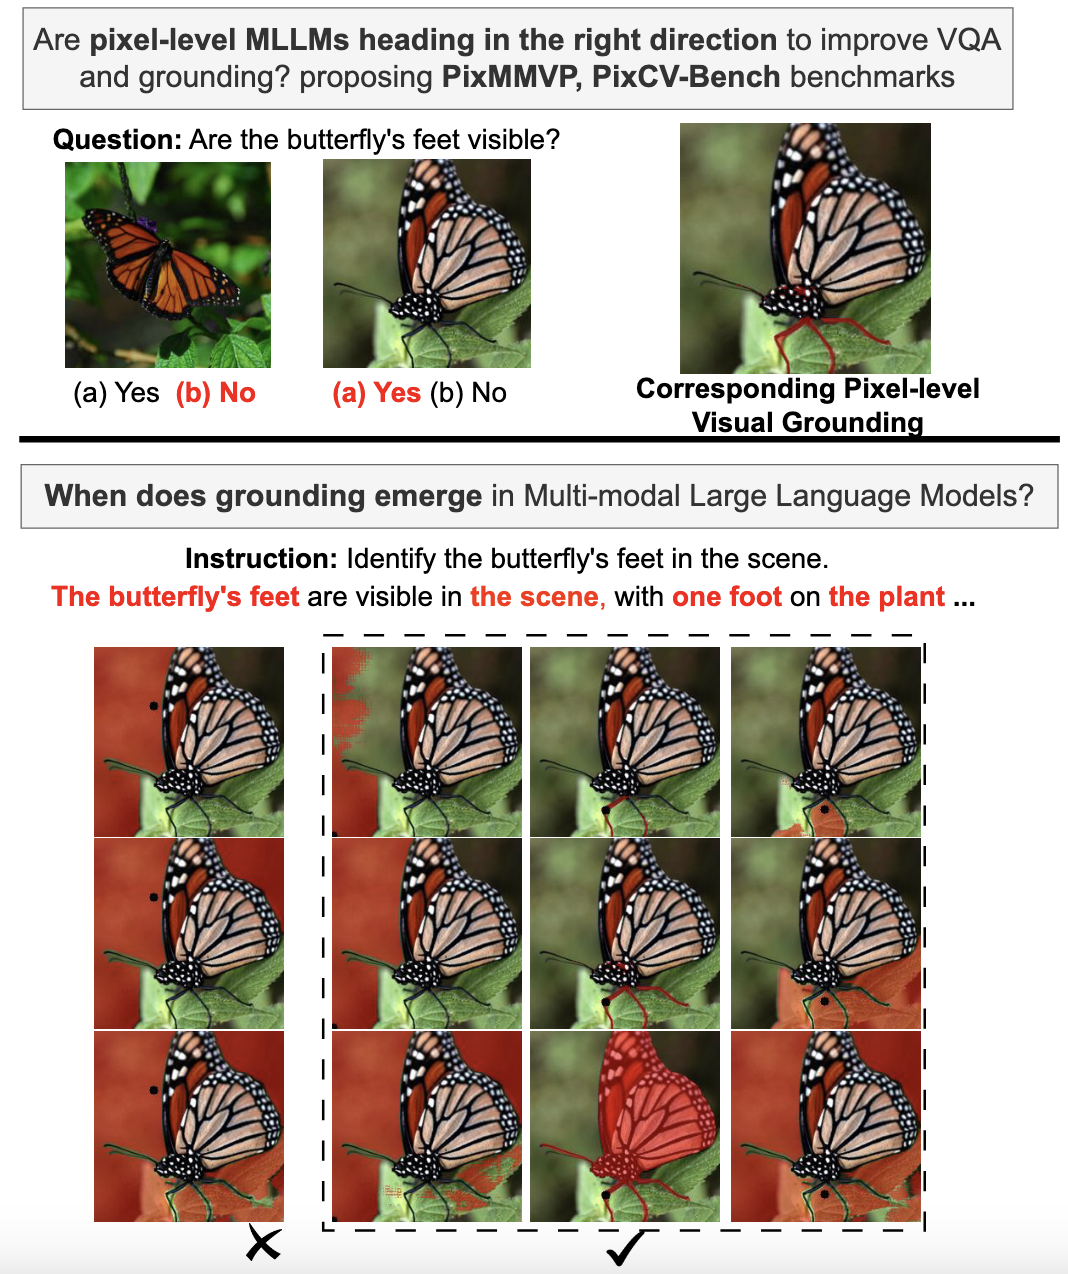 Are pixel-level MLLMs heading in the right direction to improve VQA
and grounding? proposing PixMMVP, PixCV-Bench benchmarks
Question: Are the butterfly's feet visible?
(a) Yes (b) No
(a) Yes (b) No
Corresponding Pixel-level
Visual Grounding
When does grounding emerge in Multi-modal Large Language Models?
Instruction: Identify the butterfly's feet in the scene.
The butterfly's feet are visible in the scene, with one foot on the plant ...